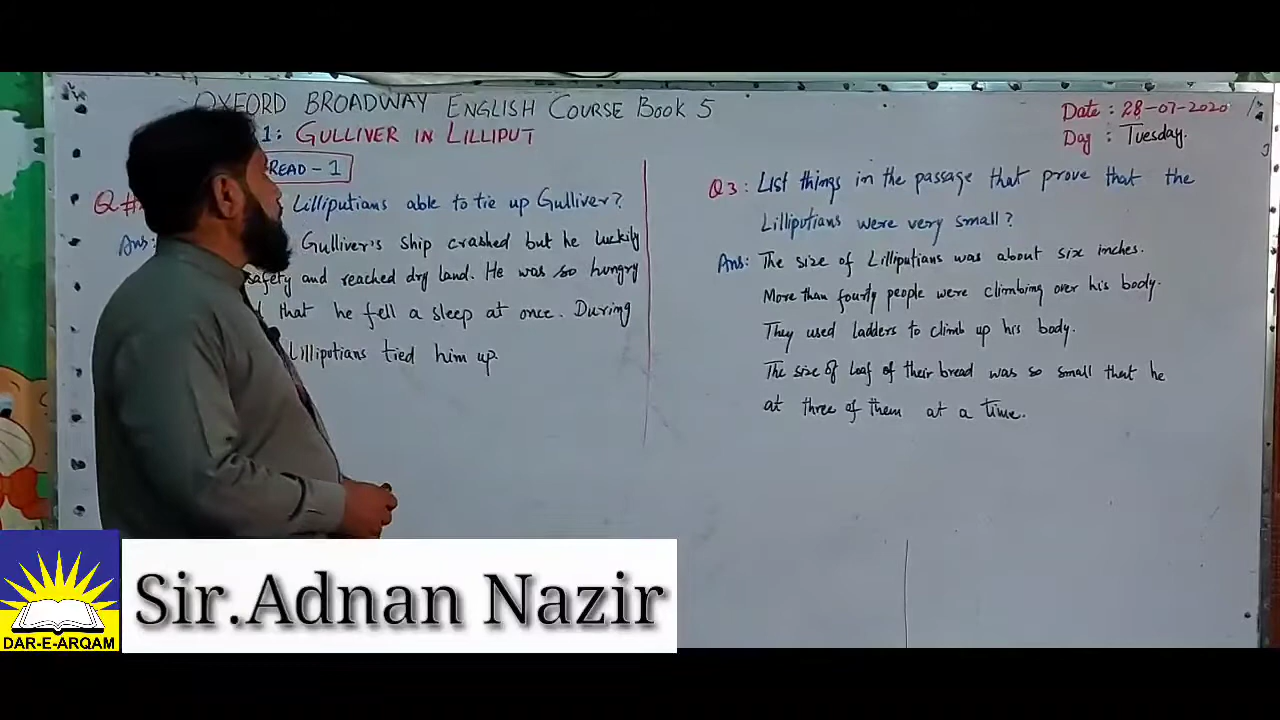 OXFORD BROADWAY ENGLISH COURSE BOOK 5
1: GULLIVER IN LILLIPUT
READ - 1
Q#
Lilliputians able to tie up Gulliver?
Ans:
Gulliver's ship crashed but he luckily
safety and reached dry land. He was so hungry
that he fell a sleep at once. During
Lilliputians tied him up.
Date: 28-07-2020
Day: Tuesday.
Q3: List things in the passage that prove that the
Lilliputians were very small?
Ans: The size of Lilliputians was about six inches.
More than fourty people were climbing over his body.
They used ladders to climb up his body.
The size of loaf of their bread was so small that he
at three of them at a time.
Sir.Adnan Nazir
DAR-E-ARQAM